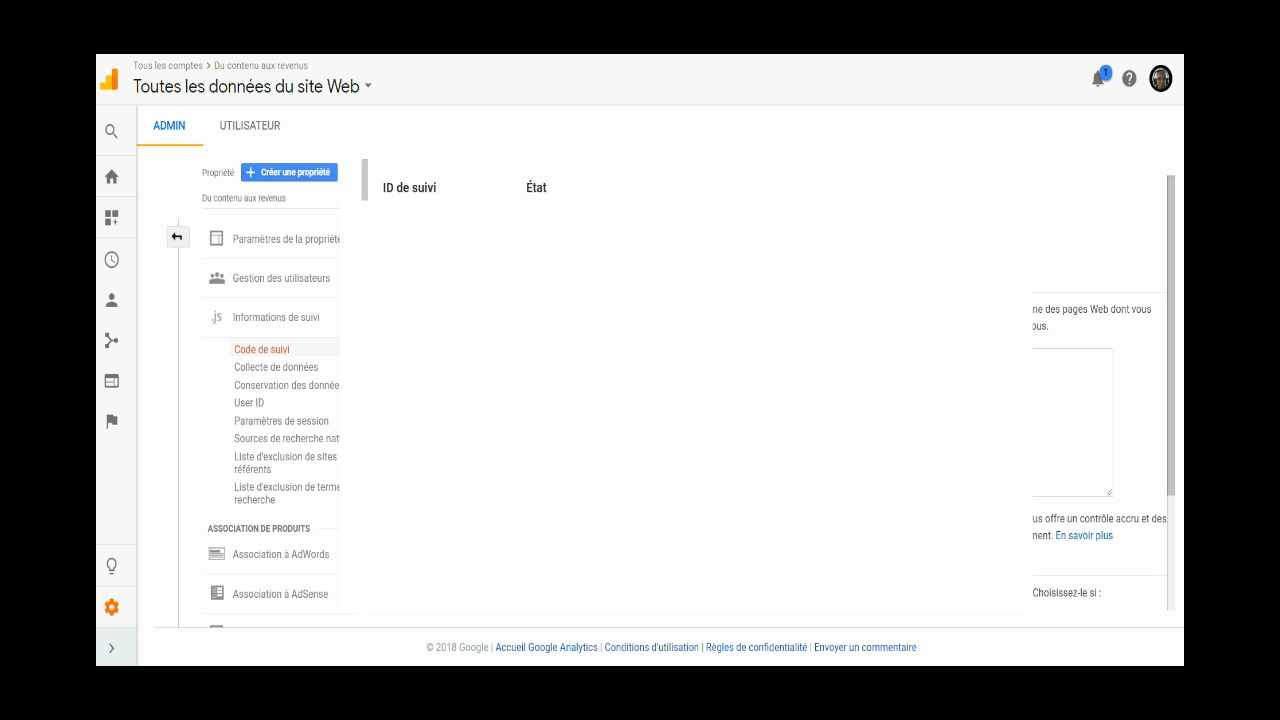 Tous les comptes > Du contenu aux revenus
Toutes les données du site Web
1
ADMIN UTILISATEUR
Propriété + Créer une propriété
Du contenu aux revenus
ID de suivi État
Paramètres de la propriété
Gestion des utilisateurs
.js Informations de suivi
Code de suivi
Collecte de données
Conservation des donnée
User ID
Paramètres de session
Sources de recherche nat
Liste d'exclusion de sites
référents
Liste d'exclusion de terme
recherche
ASSOCIATION DE PRODUITS
Association à AdWords
Association à AdSense
ne des pages Web dont vous
ous.
us offre un contrôle accru et des
ment. En savoir plus
Choisissez-le si :
© 2018 Google | Accueil Google Analytics | Conditions d'utilisation | Règles de confidentialité | Envoyer un commentaire